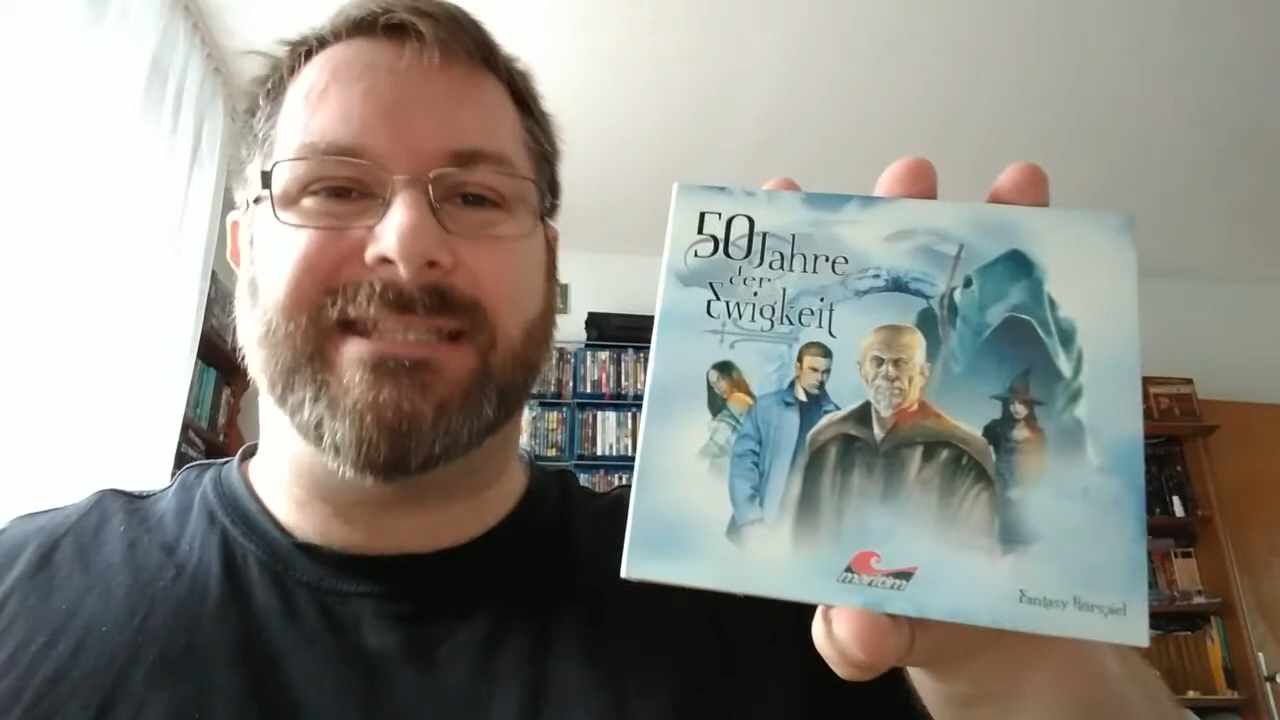 50 Jahre
der
Ewigkeit
maritim
Fantasy Hörspiel